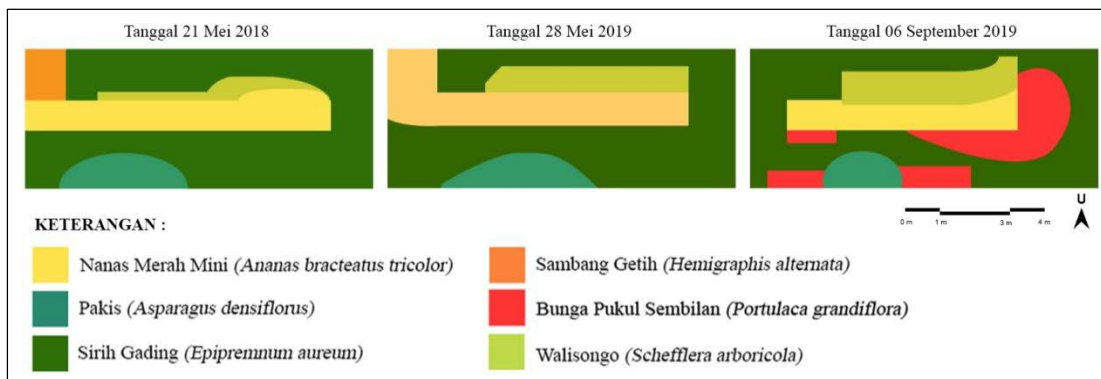 Tanggal 21 Mei 2018
Tanggal 28 Mei 2019
Tanggal 06 September 2019
U
0 m 1 m 3 m 4 m
KETERANGAN :
Nanas Merah Mini (Ananas bracteatus tricolor)
Sambang Getih (Hemigraphis alternata)
Pakis (Asparagus densiflorus)
Bunga Pukul Sembilan (Portulaca grandiflora)
Sirih Gading (Epipremnum aureum)
Walisongo (Schefflera arboricola)